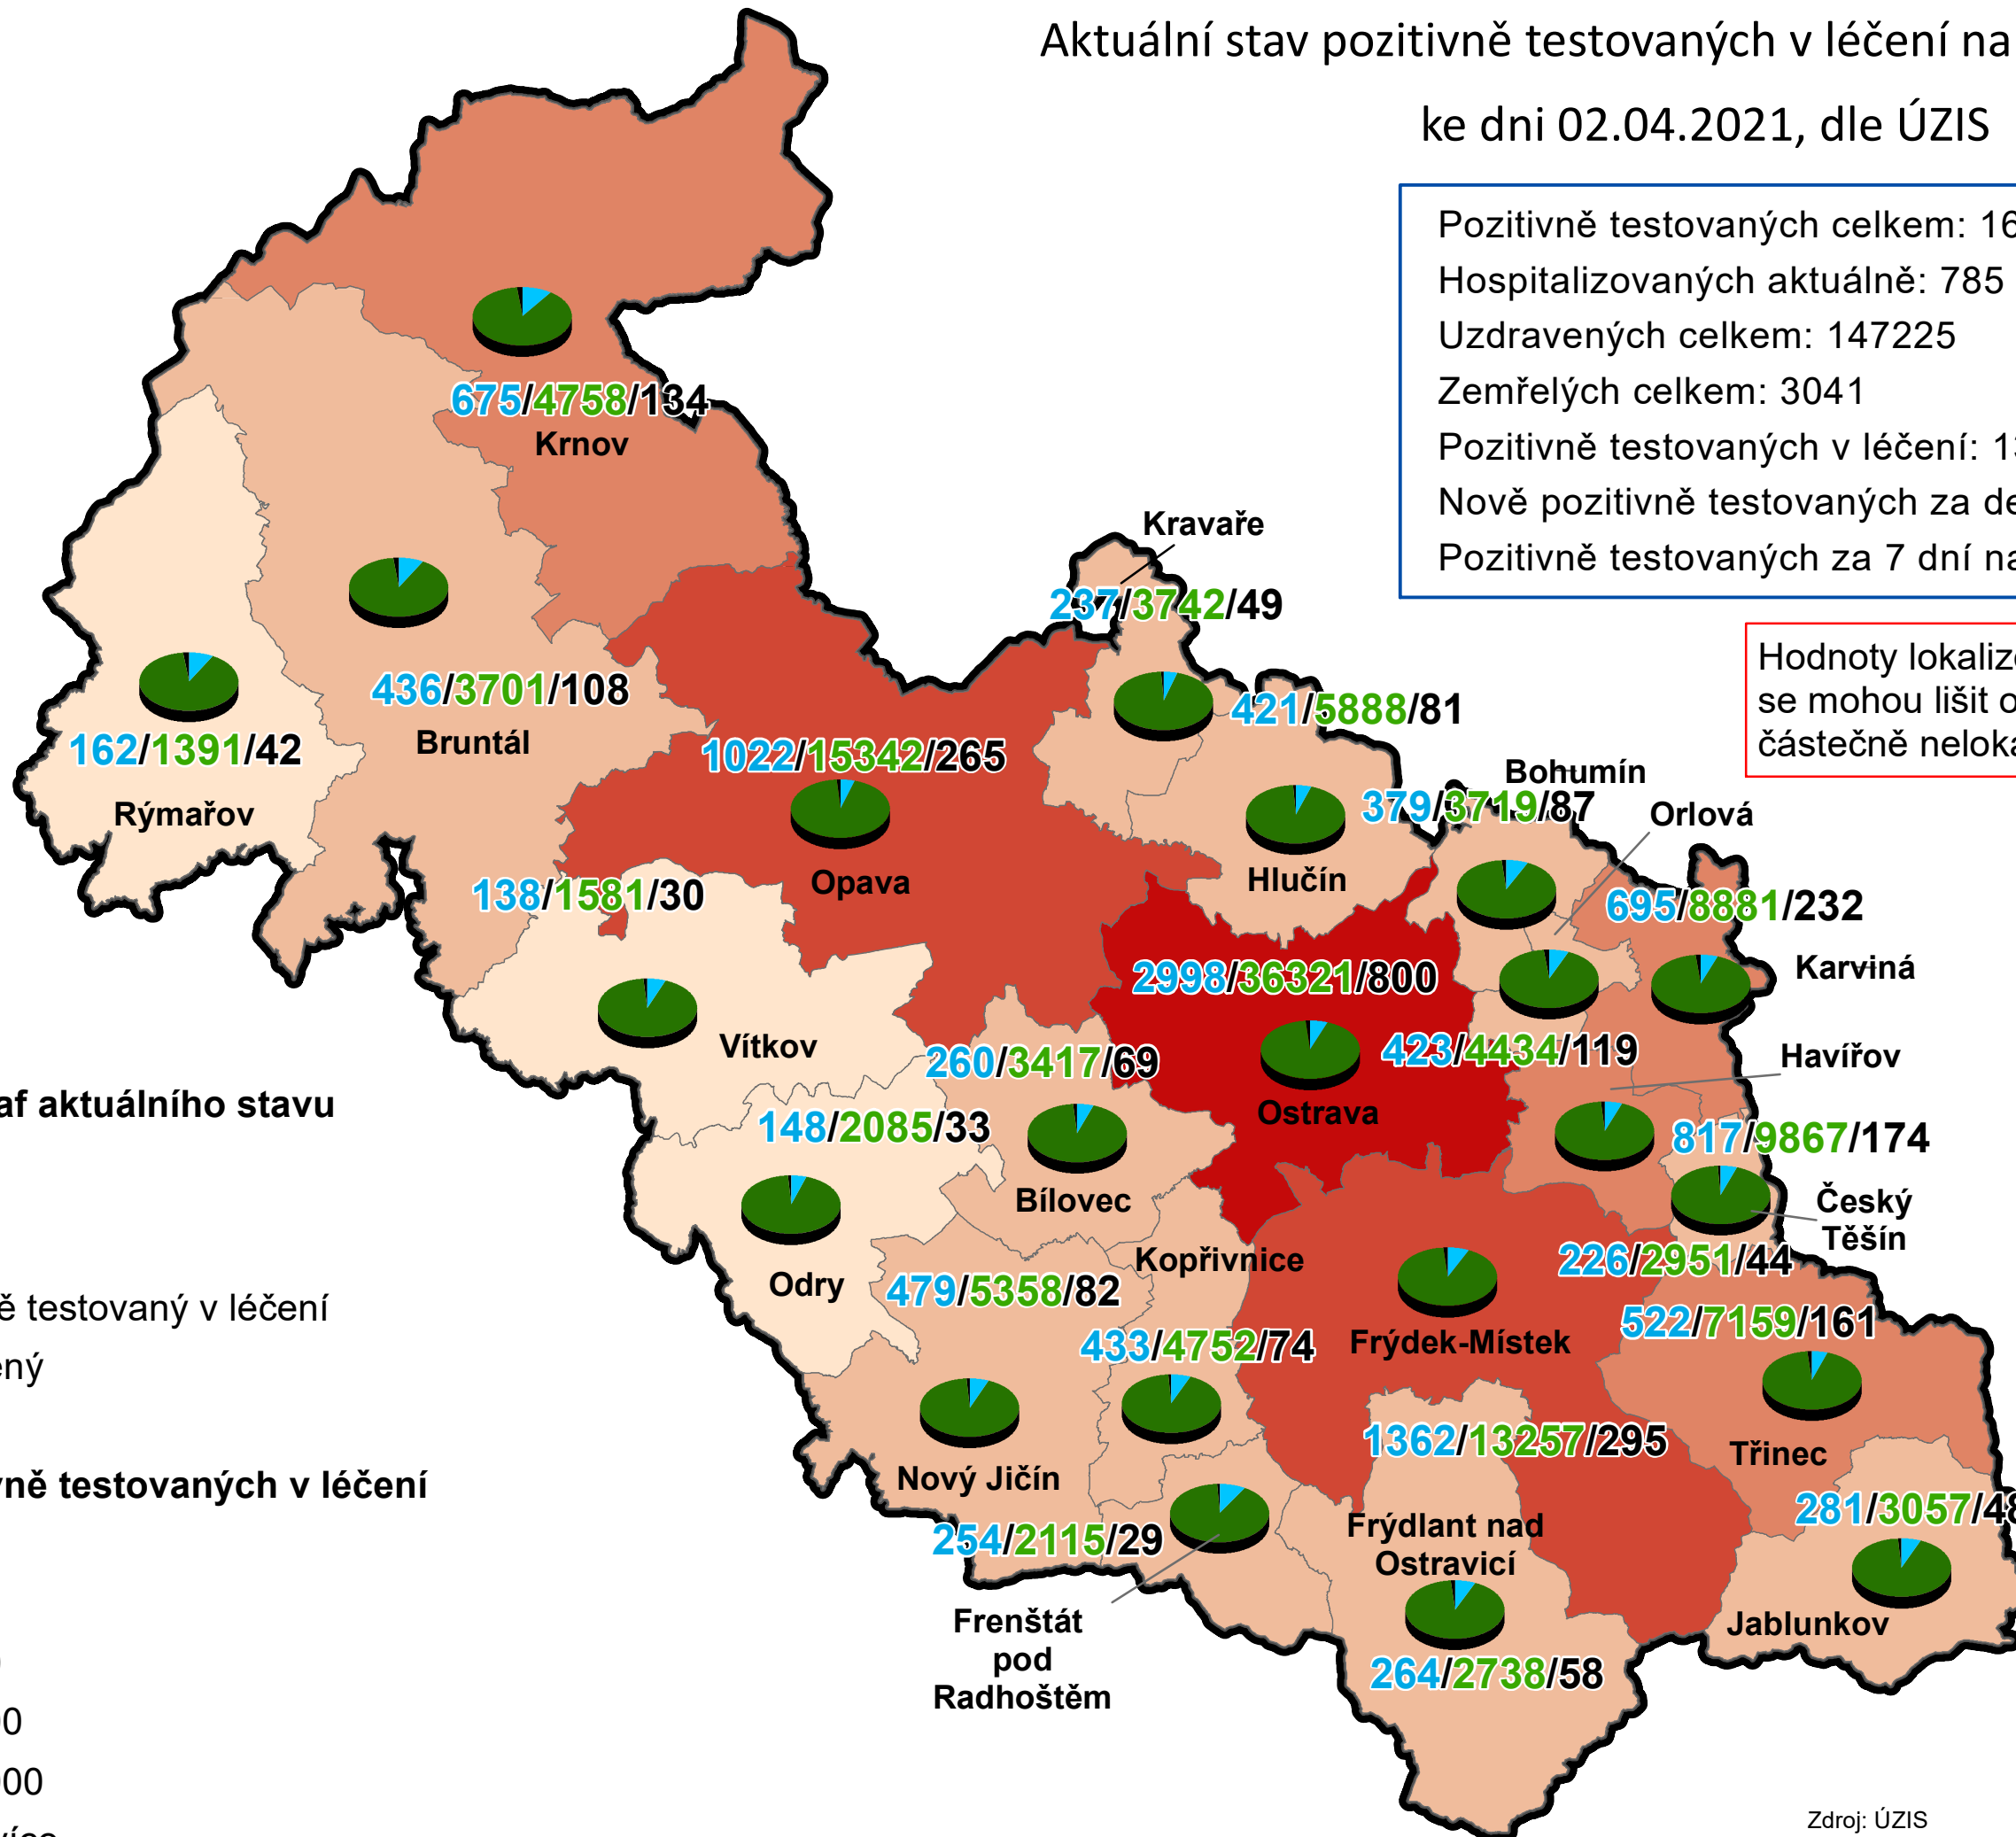 Aktuální stav pozitivně testovaných v léčení na
ke dni 02.04.2021, dle ÚZIS
Pozitivně testovaných celkem: 16
Hospitalizovaných aktuálně: 785
Uzdravených celkem: 147225
Zemřelých celkem: 3041
Pozitivně testovaných v léčení: 13
Nově pozitivně testovaných za de
Pozitivně testovaných za 7 dní na
Hodnoty lokaliz
se mohou lišit o
částečně neloka
675/4758/134
Krnov
Kravaře
237/3742/49
436/3701/108
Bruntál
162/1391/42
Rýmařov
421/5888/81
Hlučín
1022/15342/265
Opava
Bohumín
379/3719/87
Orlová
138/1581/30
Vítkov
695/8881/232
Karviná
2998/36321/800
Ostrava
423/4434/119
Havířov
260/3417/69
Bílovec
148/2085/33
Odry
817/9867/174
Český
Těšín
226/2951/44
Kopřivnice
479/5358/82
Nový Jičín
433/4752/74
Frýdek-Místek
522/7159/161
Třinec
1362/13257/295
281/3057/48
Jablunkov
254/2115/29
Frenštát
pod
Radhoštěm
Frýdlant nad
Ostravicí
264/2738/58
af aktuálního stavu
ě testovaný v léčení
ený
vně testovaných v léčení
00
000
Zdroj: ÚZIS